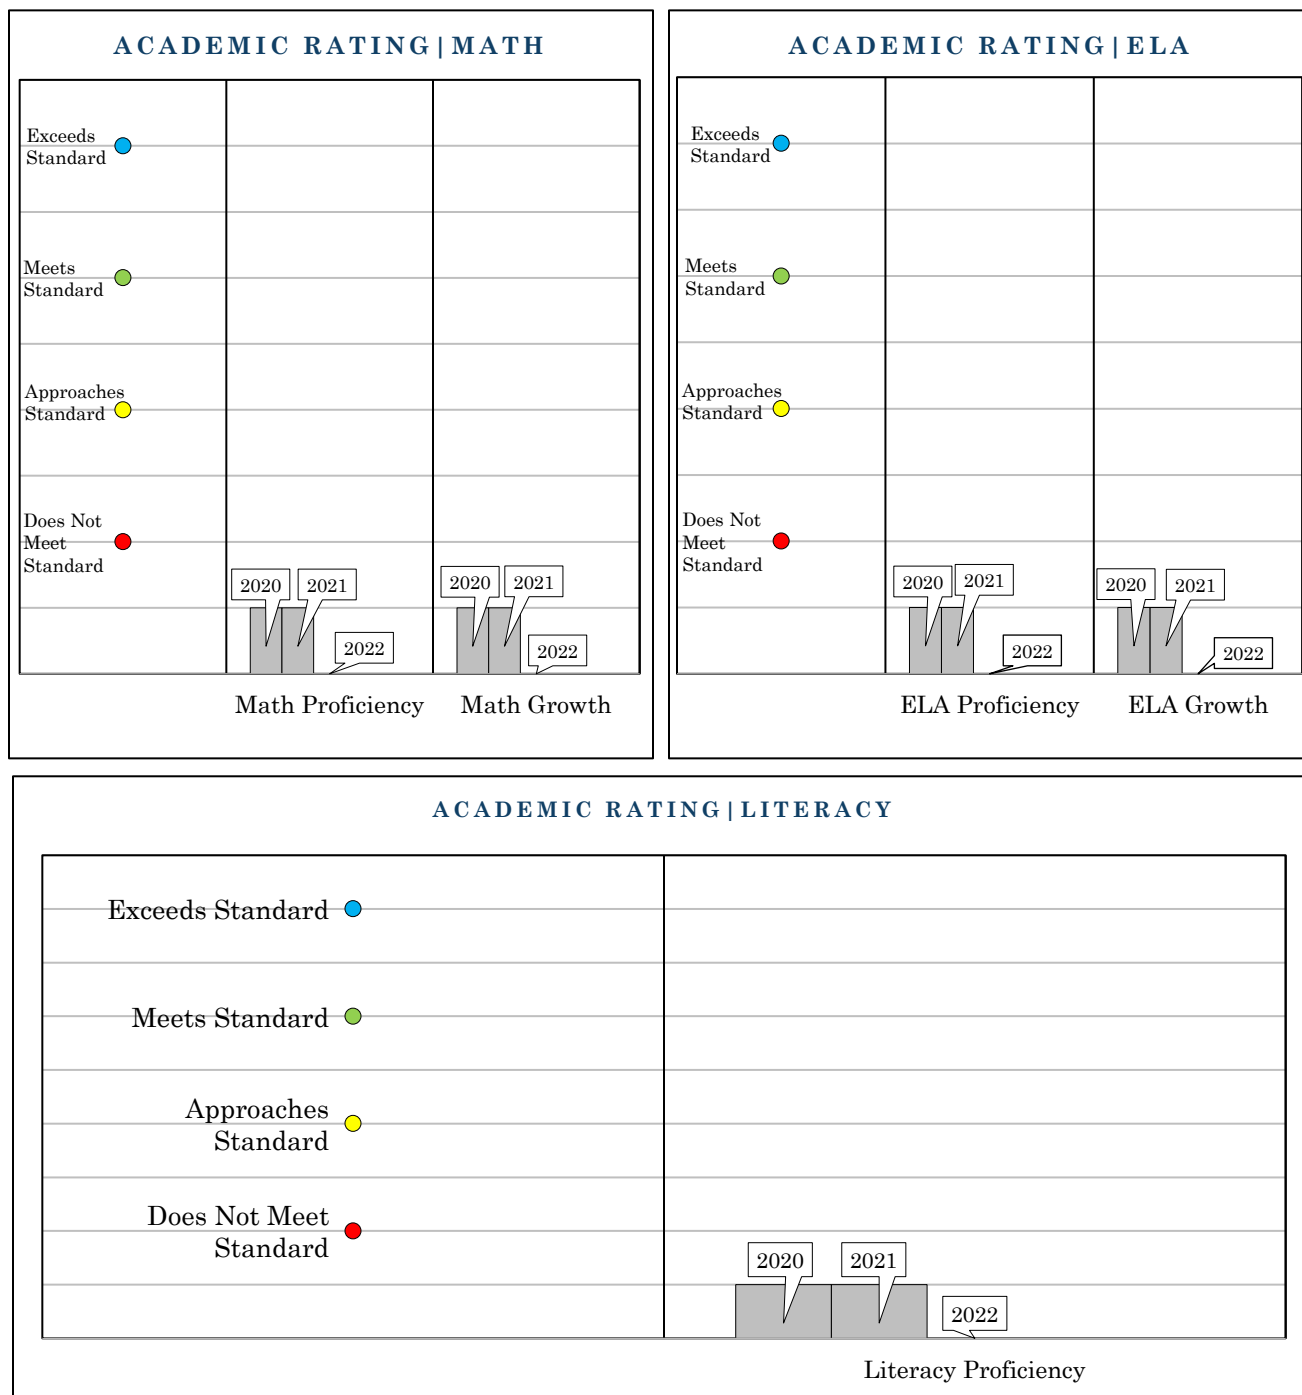 ACADEMIC RATING|MATH
Exceeds
Standard
Meets
Standard
Approaches
Standard
Does Not
Meet
Standard
2020
2021
2022
2020
2021
2022
Math Proficiency
Math Growth
ACADEMIC RATING|ELA
Exceeds
Standard
Meets
Standard
Approaches
Standard
Does Not
Meet
Standard
2020
2021
2022
2020
2021
2022
ELA Proficiency
ELA Growth
ACADEMIC RATING|LITERACY
Exceeds Standard
Meets Standard
Approaches
Standard
Does Not Meet
Standard
2020
2021
2022
Literacy Proficiency